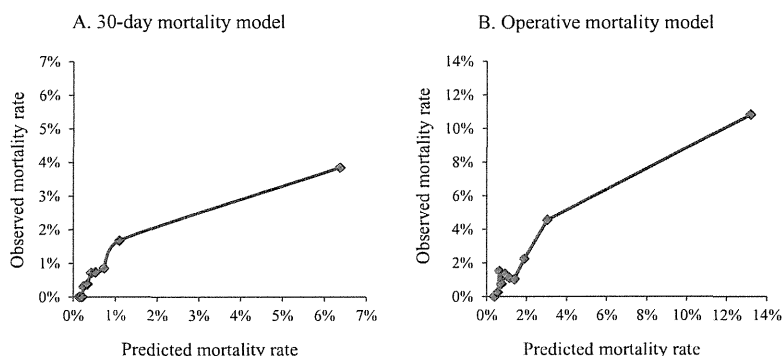 A. 30-day mortality model
7%
6%
5%
4%
3%
2%
1%
0%
Observed mortality rate
0% 1% 2% 3% 4% 5% 6% 7%
Predicted mortality rate
B. Operative mortality model
14%
12%
10%
8%
6%
4%
2%
0%
Observed mortality rate
0% 2% 4% 6% 8% 10% 12% 14%
Predicted mortality rate